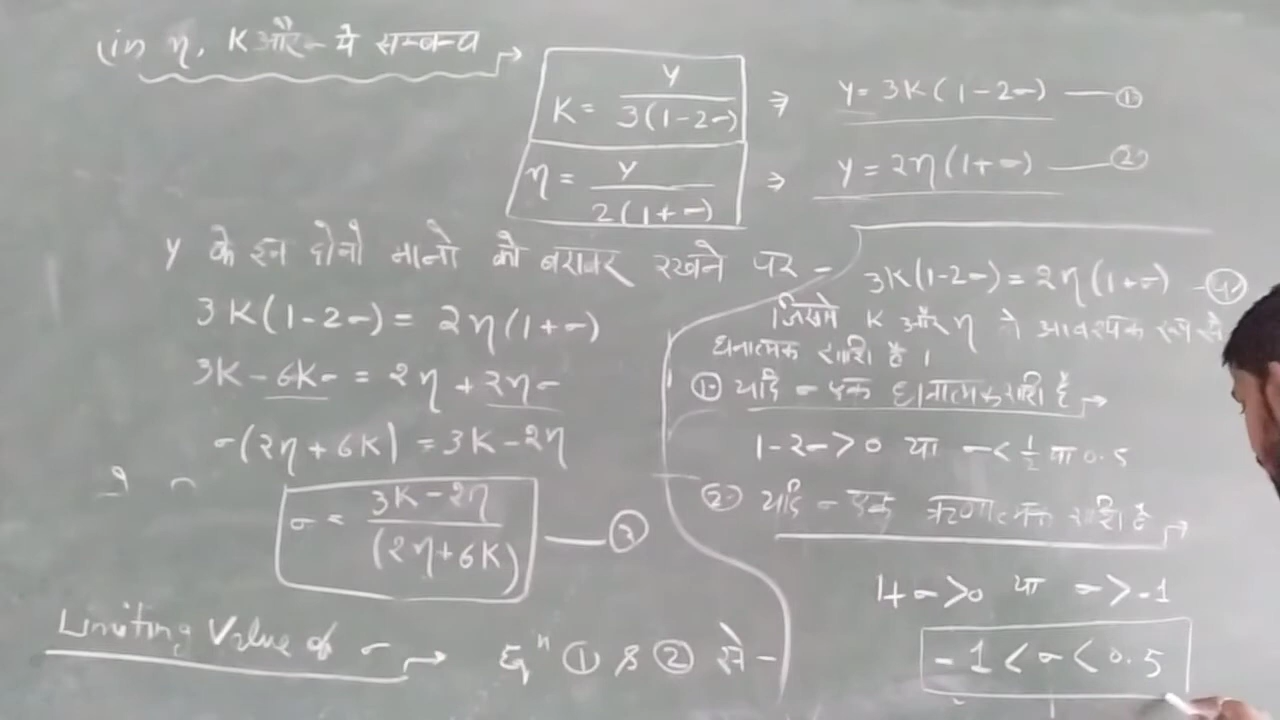 (in η, K और σ में सम्बन्ध →
K = Y / 3(1-2σ) ⇒ Y = 3K(1-2σ) — ①
η = Y / 2(1+σ) ⇒ Y = 2η(1+σ) — ②
Y के इन दोनो मानो को बराबर रखने पर -
3K(1-2σ) = 2η(1+σ)
3K-6Kσ = 2η + 2ησ
σ(2η+6K) = 3K-2η
σ = 3K-2η / (2η+6K) — ③
Limiting Value of σ → Eqn ① & ② से -
3K(1-2σ) = 2η(1+σ) - ④
जिसमे K और η तो आवश्यक रूप से
धनात्मक राशि है।
① यदि σ एक धनात्मक राशि है →
1-2σ > 0 या σ < 1/2 या 0.5
② यदि σ एक ऋणात्मक राशि है →
1+σ > 0 या σ > -1
-1 < σ < 0.5